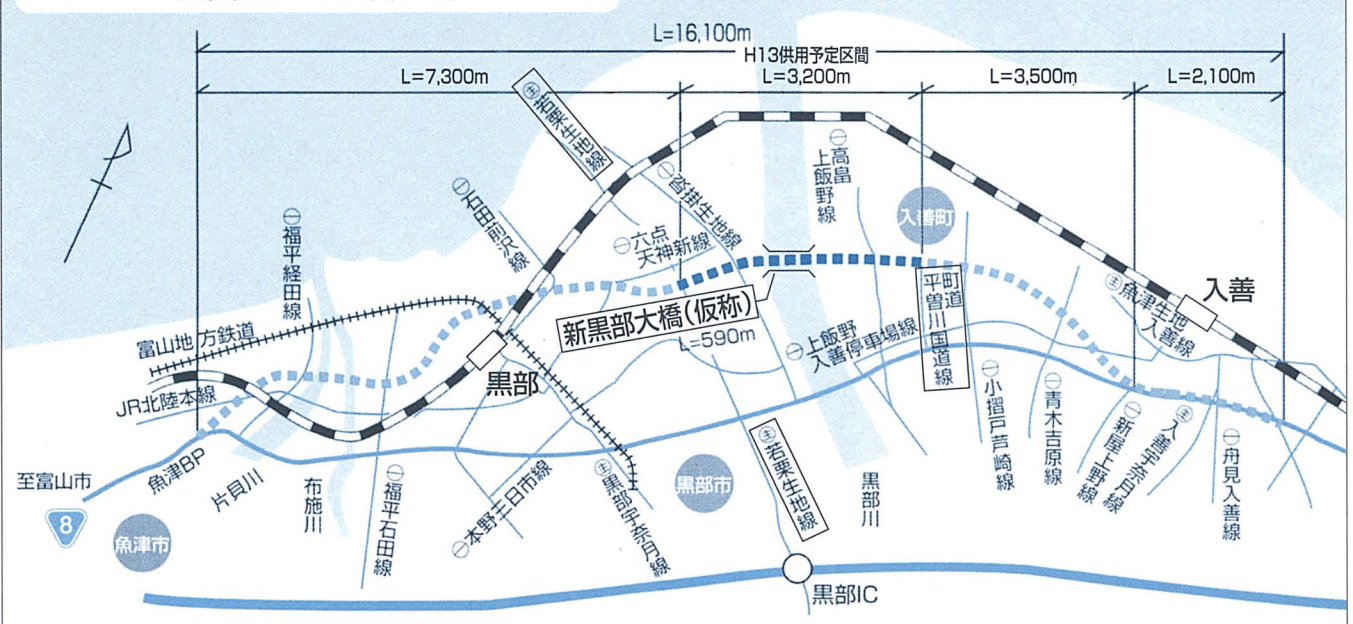 L=16,100m
H13供用予定区間
L=7,300m
L=3,200m
L=3,500m
L=2,100m
㊤若栗生地線
㊀沓掛生地線
㊀高畠
上飯野線
入善町
㊀石田前沢線
㊀六点
天神新線
㊀福平経田線
新黒部大橋(仮称)
L=590m
町道
平曽川国道線
㊤魚津生地
入善線
入善
富山地方鉄道
JR北陸本線
黒部
㊀上飯野
入善停車場線
㊀小摺戸芦崎線
㊀青木吉原線
㊀新屋上野線
㊤入善宇奈月線
㊀舟見入善線
至富山市
8
魚津BP
片貝川
布施川
㊀福平石田線
㊀本野三日市線
㊤黒部宇奈月線
黒部市
㊤若栗生地線
黒部川
魚津市
黒部IC